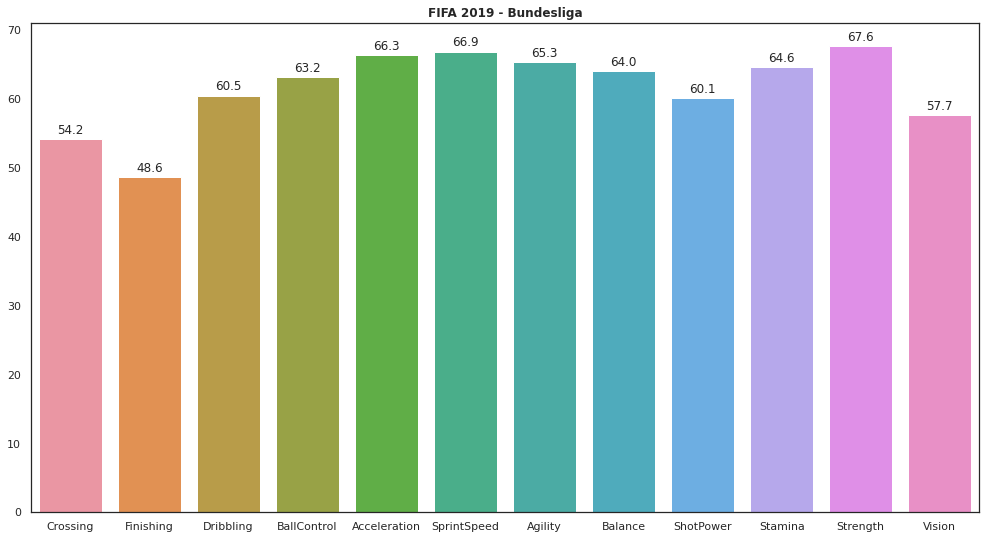 FIFA 2019 - Bundesliga
70
60
50
40
30
20
10
0
54.2
48.6
60.5
63.2
66.3
66.9
65.3
64.0
60.1
64.6
67.6
57.7
Crossing
Finishing
Dribbling
BallControl
Acceleration
SprintSpeed
Agility
Balance
ShotPower
Stamina
Strength
Vision